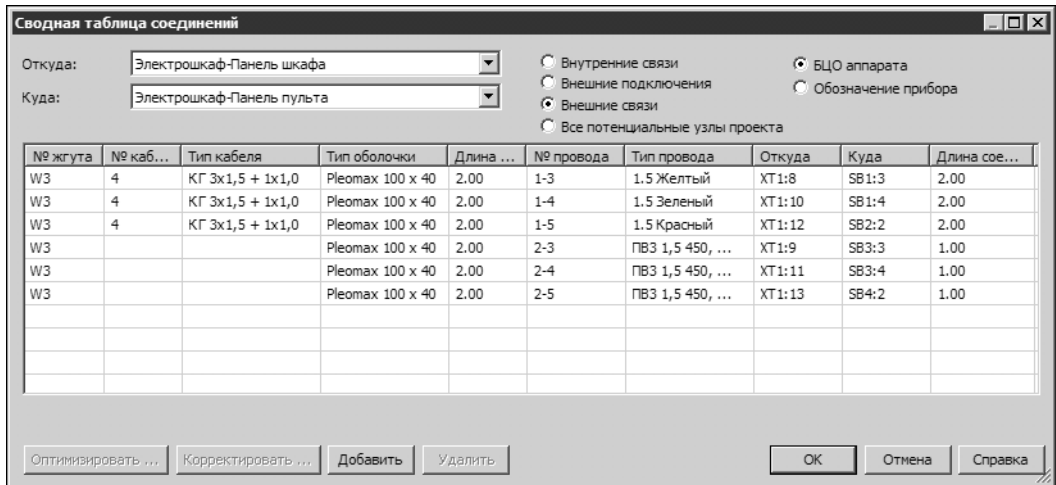 Сводная таблица соединений
Откуда: Электрошкаф-Панель шкафа
Куда: Электрошкаф-Панель пульта
Внутренние связи
Внешние подключения
Внешние связи
Все потенциальные узлы проекта
БЦО аппарата
Обозначение прибора
№ жгута № каб... Тип кабеля Тип оболочки Длина ... № провода Тип провода Откуда Куда Длина сое...
W3 4 КГ 3x1,5 + 1x1,0 Pleomax 100 x 40 2.00 1-3 1.5 Желтый XT1:8 SB1:3 2.00
W3 4 КГ 3x1,5 + 1x1,0 Pleomax 100 x 40 2.00 1-4 1.5 Зеленый XT1:10 SB1:4 2.00
W3 4 КГ 3x1,5 + 1x1,0 Pleomax 100 x 40 2.00 1-5 1.5 Красный XT1:12 SB2:2 2.00
W3 Pleomax 100 x 40 2.00 2-3 ПВ3 1,5 450, ... XT1:9 SB3:3 1.00
W3 Pleomax 100 x 40 2.00 2-4 ПВ3 1,5 450, ... XT1:11 SB3:4 1.00
W3 Pleomax 100 x 40 2.00 2-5 ПВ3 1,5 450, ... XT1:13 SB4:2 1.00
Оптимизировать ... Корректировать ... Добавить Удалить OK Отмена Справка